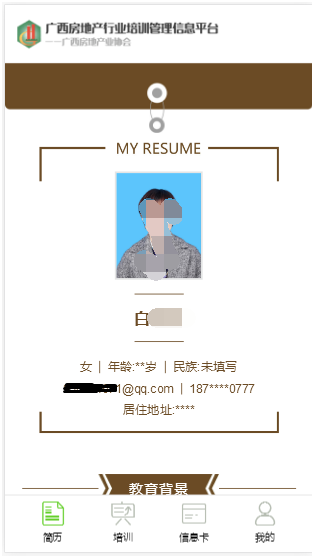 广西房地产行业培训管理信息平台
——广西房地产业协会
MY RESUME
女 | 年龄:**岁 | 民族:未填写
1@qq.com | 187****0777
居住地址:****
教育背景
简历 培训 信息卡 我的